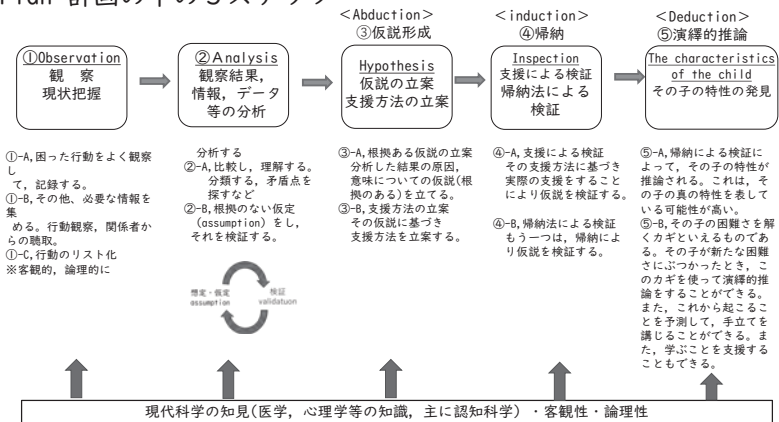 Plan 計画の中の5ステップ
＜Abduction＞
③仮説形成
＜induction＞
④帰納
＜Deduction＞
⑤演繹的推論
①Observation
観　察
現状把握
②Analysis
観察結果，
情報，データ
等の分析
Hypothesis
仮説の立案
支援方法の立案
Inspection
支援による検証
帰納法による
検証
The characteristics
of the child
その子の特性の発見
①-A,困った行動をよく観察
し
て，記録する。
①-B,その他、必要な情報を
集
める。行動観察，関係者か
らの聴取。
①-C,行動のリスト化
※客観的，論理的に
分析する
②-A,比較し，理解する。
分類する，矛盾点を
探すなど
②-B,根拠のない仮定
(assumption)をし，
それを検証する。
想定・仮定
assumption
検証
validatuon
③-A,根拠ある仮説の立案
分析した結果の原因，
意味についての仮説(根
拠のある)を立てる。
③-B,支援方法の立案
その仮説に基づき
支援方法を立案する。
④-A,支援による検証
その支援方法に基づき
実際の支援をすること
により仮説を検証する。
④-B,帰納法による検証
もう一つは，帰納によ
り仮説を検証する。
⑤-A,帰納による検証に
よって，その子の特性が
推論される。これは，そ
の子の真の特性を表して
いる可能性が高い。
⑤-B,その子の困難さを解
くカギといえるものであ
る。その子が新たな困難
さにぶつかったとき，こ
のカギを使って演繹的推
論をすることができる。
また，これから起こるこ
とを予測して，手立てを
講じることができる。ま
た，学ぶことを支援する
こともできる。
現代科学の知見(医学，心理学等の知識，主に認知科学）・客観性・論理性